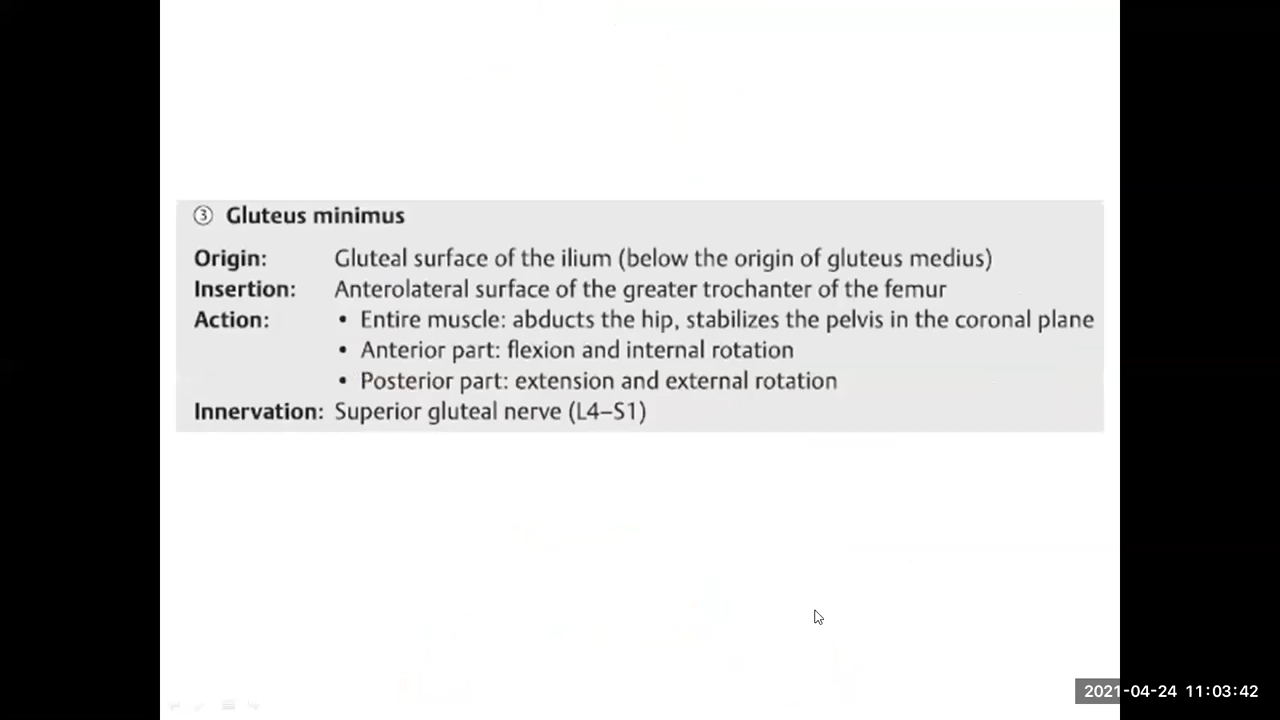 ③ Gluteus minimus
Origin: Gluteal surface of the ilium (below the origin of gluteus medius)
Insertion: Anterolateral surface of the greater trochanter of the femur
Action: • Entire muscle: abducts the hip, stabilizes the pelvis in the coronal plane
• Anterior part: flexion and internal rotation
• Posterior part: extension and external rotation
Innervation: Superior gluteal nerve (L4–S1)
2021-04-24 11:03:42